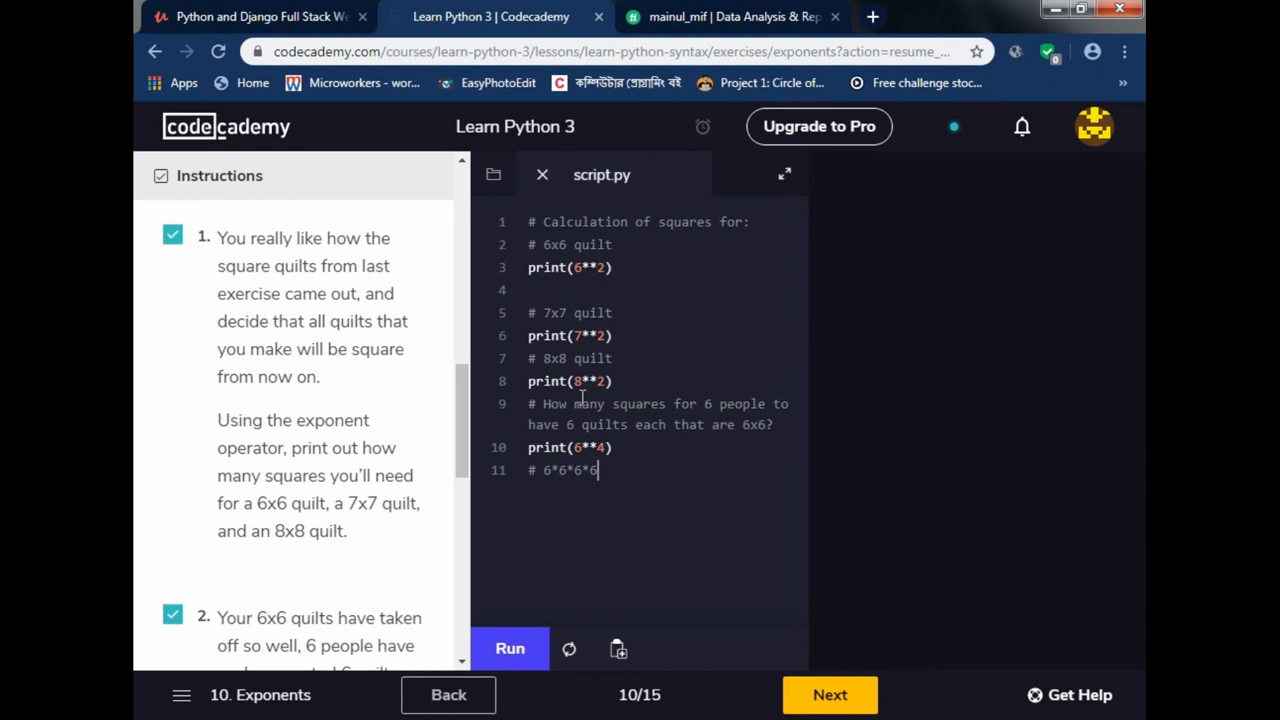 Python and Django Full Stack We
Learn Python 3 | Codecademy
mainul_mif | Data Analysis & Rep
codecademy.com/courses/learn-python-3/lessons/learn-python-syntax/exercises/exponents?action=resume_...
0
Apps
Home
Microworkers - wor...
EasyPhotoEdit
কম্পিউটার প্রোগ্রামিং বই
Project 1: Circle of...
Free challenge stoc...
codecademy
Learn Python 3
Upgrade to Pro
Instructions
script.py
1. You really like how the
square quilts from last
exercise came out, and
decide that all quilts that
you make will be square
from now on.
Using the exponent
operator, print out how
many squares you'll need
for a 6x6 quilt, a 7x7 quilt,
and an 8x8 quilt.
2. Your 6x6 quilts have taken
off so well, 6 people have
1 # Calculation of squares for:
2 # 6x6 quilt
3 print(6**2)
4
5 # 7x7 quilt
6 print(7**2)
7 # 8x8 quilt
8 print(8**2)
9 # How many squares for 6 people to
have 6 quilts each that are 6x6?
10 print(6**4)
11 # 6*6*6*6
Run
10. Exponents
Back
10/15
Next
Get Help